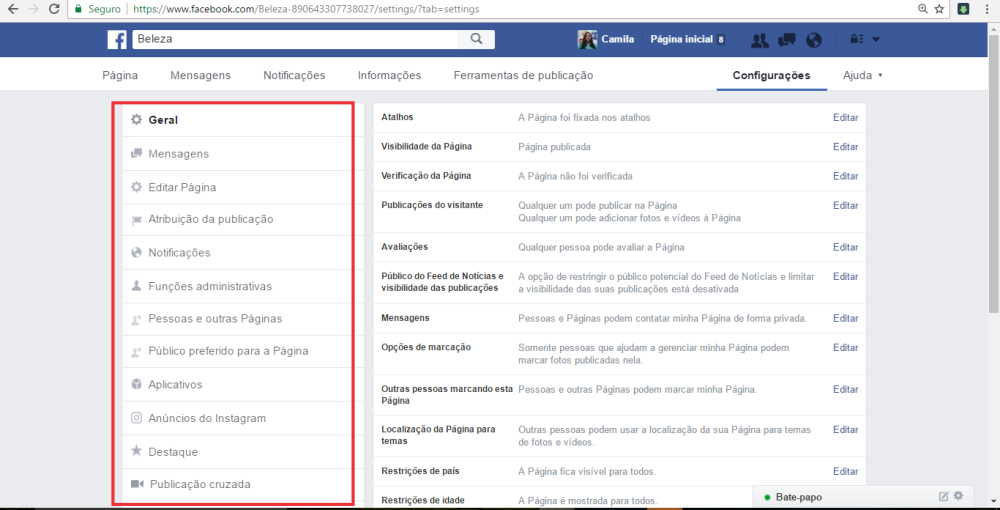 Seguro | https://www.facebook.com/Beleza-890643307738027/settings/?tab=settings
f Beleza Camila Página inicial 8
Página Mensagens Notificações Informações Ferramentas de publicação Configurações Ajuda
Geral
Mensagens
Editar Página
Atribuição da publicação
Notificações
Funções administrativas
Pessoas e outras Páginas
Público preferido para a Página
Aplicativos
Anúncios do Instagram
Destaque
Publicação cruzada
Atalhos A Página foi fixada nos atalhos Editar
Visibilidade da Página Página publicada Editar
Verificação da Página A Página não foi verificada Editar
Publicações do visitante Qualquer um pode publicar na Página Editar
Qualquer um pode adicionar fotos e vídeos à Página
Avaliações Qualquer pessoa pode avaliar a Página Editar
Público do Feed de Notícias e A opção de restringir o público potencial do Feed de Notícias e limitar Editar
visibilidade das publicações a visibilidade das suas publicações está desativada
Mensagens Pessoas e Páginas podem contatar minha Página de forma privada. Editar
Opções de marcação Somente pessoas que ajudam a gerenciar minha Página podem Editar
marcar fotos publicadas nela.
Outras pessoas marcando esta Pessoas e outras Páginas podem marcar minha Página. Editar
Página
Localização da Página para Outras pessoas podem usar a localização da sua Página para temas Editar
temas de fotos e vídeos.
Restrições de país A Página fica visível para todos. Editar
Restrições de idade A Página é mostrada para todos.
Bate-papo